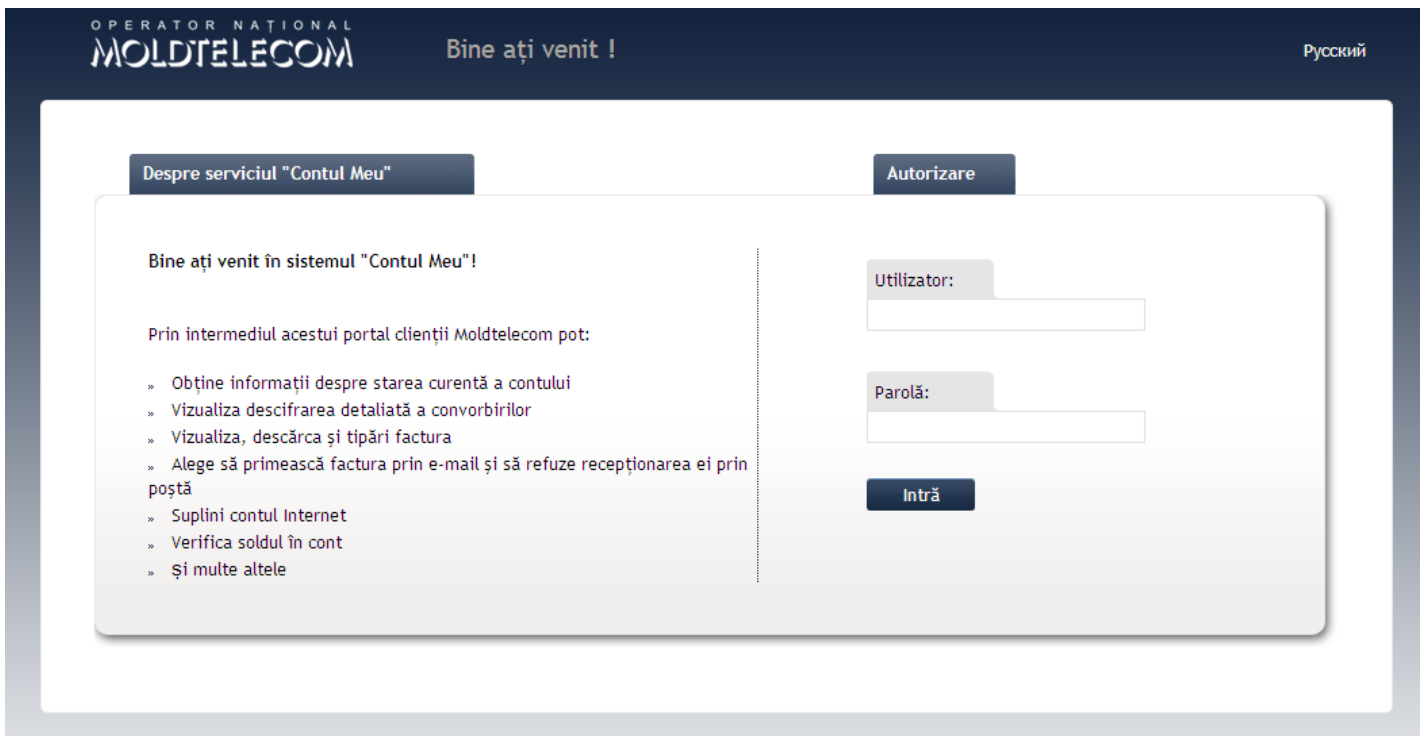 OPERATOR NAȚIONAL
MOLDTELECOM
Bine ați venit !
Русский
Despre serviciul "Contul Meu"
Autorizare
Bine ați venit în sistemul "Contul Meu"!
Prin intermediul acestui portal clienții Moldtelecom pot:
» Obține informații despre starea curentă a contului
» Vizualiza descifrarea detaliată a convorbirilor
» Vizualiza, descărca și tipări factura
» Alege să primească factura prin e-mail și să refuze recepționarea ei prin
poștă
» Suplini contul Internet
» Verifica soldul în cont
» Și multe altele
Utilizator:
Parolă:
Intră